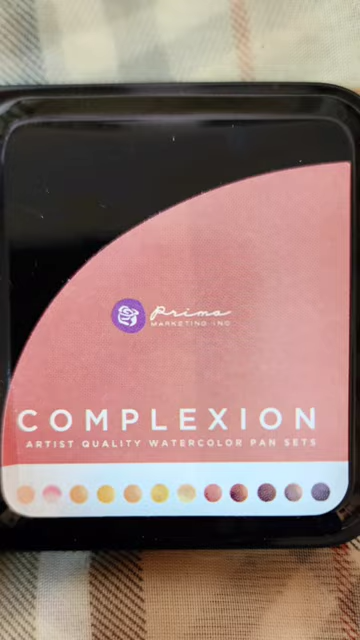 Prima
MARKETING INC
COMPLEXION
ARTIST QUALITY WATERCOLOR PAN SETS